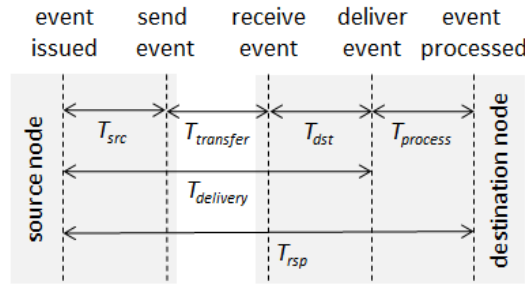 event send receive deliver event
issued event event event processed
source node
T_src T_transfer T_dst T_process
T_delivery
T_rsp
destination node